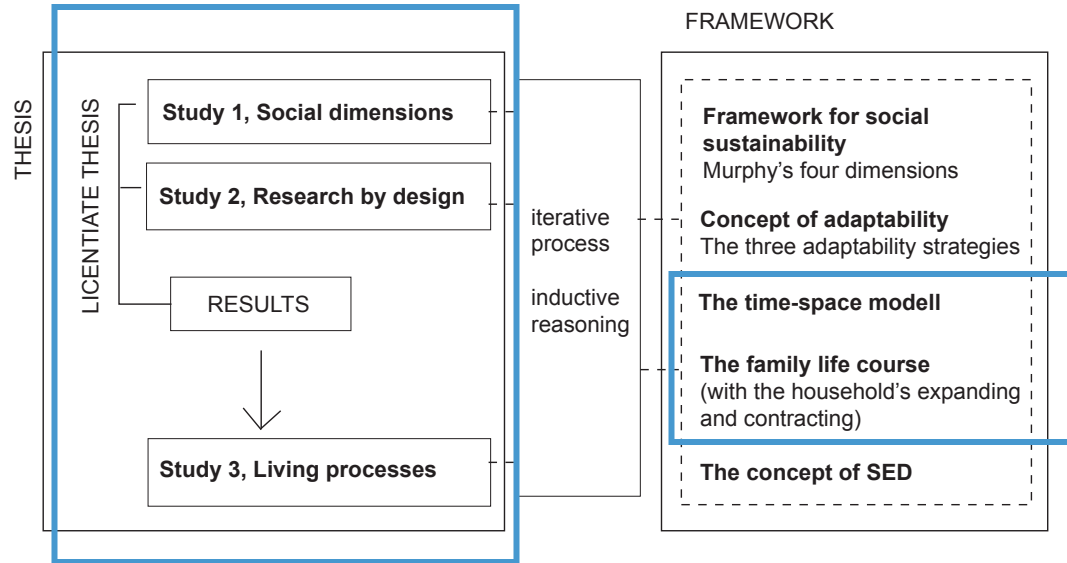 FRAMEWORK
THESIS
LICENTIATE THESIS
Study 1, Social dimensions
Study 2, Research by design
RESULTS
Study 3, Living processes
iterative
process
inductive
reasoning
Framework for social
sustainability
Murphy's four dimensions
Concept of adaptability
The three adaptability strategies
The time-space modell
The family life course
(with the household's expanding
and contracting)
The concept of SED